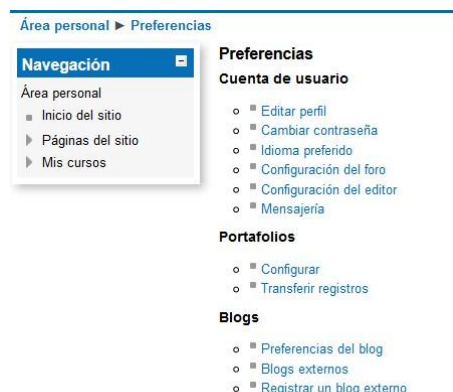 Área personal ► Preferencias
Navegación
Área personal
Inicio del sitio
Páginas del sitio
Mis cursos
Preferencias
Cuenta de usuario
Editar perfil
Cambiar contraseña
Idioma preferido
Configuración del foro
Configuración del editor
Mensajería
Portafolios
Configurar
Transferir registros
Blogs
Preferencias del blog
Blogs externos
Registrar un blog externo